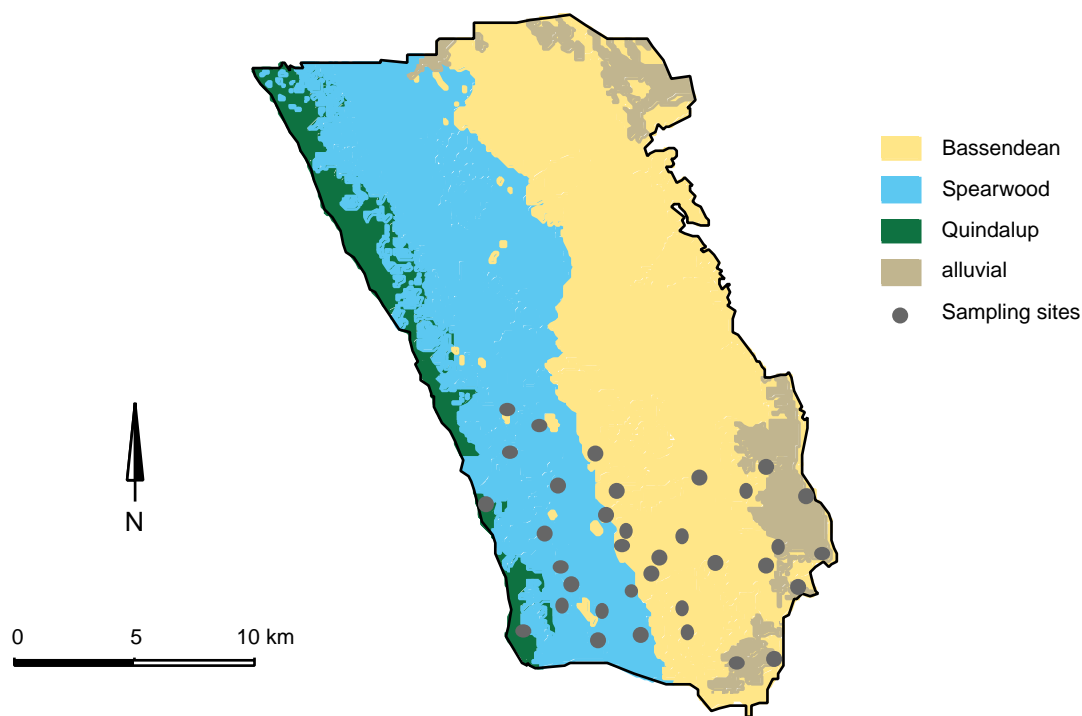 Bassendean
Spearwood
Quindalup
alluvial
Sampling sites
N
0 5 10 km